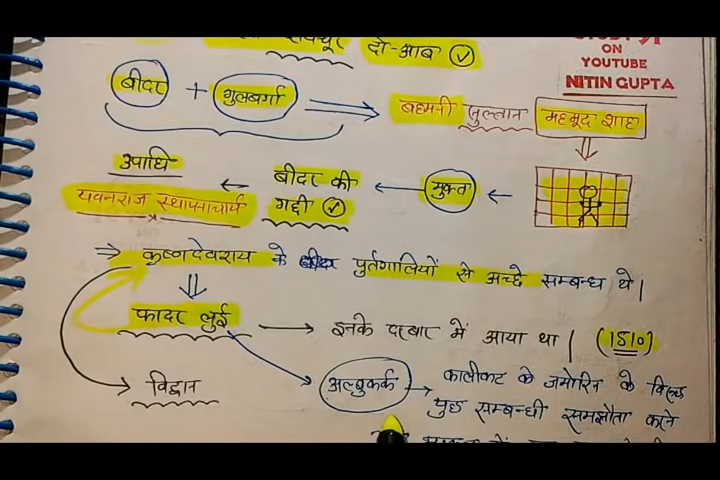 दो-आब
ON
YOUTUBE
NITIN GUPTA
बीदर + गुलबर्गा ⇒ बहमनी सुल्तान महमूद शाह
उपाधि
यवनराज स्थापनाचार्य ← बीदर की गद्दी ← मुक्त ←
⇒ कृष्णदेवराय के पुर्तगालियों से अच्छे सम्बन्ध थे |
फादर लुई → इनके दरबार में आया था | (1510)
विद्वान
अल्बुकर्क → कालीकट के जमोरिन के विरुद्ध
युद्ध सम्बन्धी समझौता करने